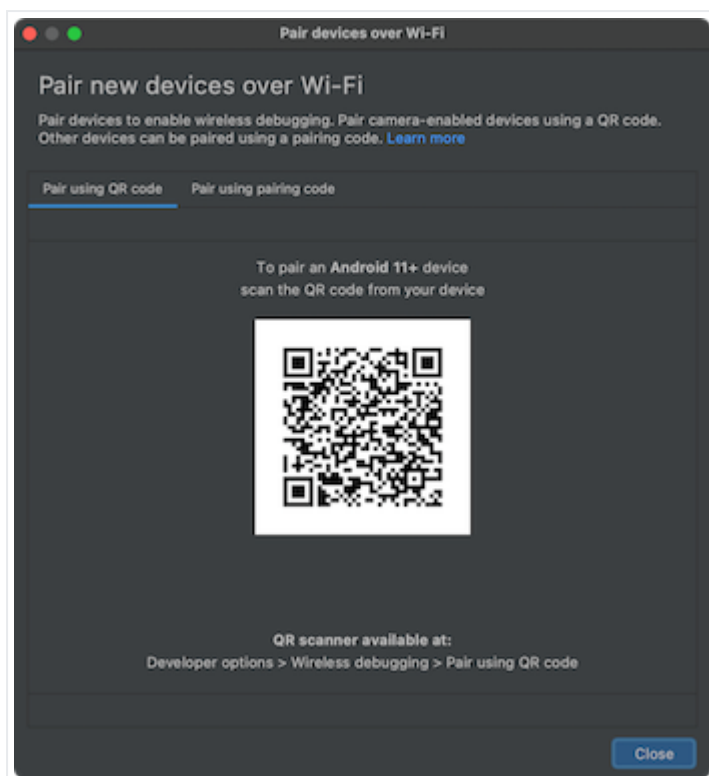 Pair devices over Wi-Fi
Pair new devices over Wi-Fi
Pair devices to enable wireless debugging. Pair camera-enabled devices using a QR code.
Other devices can be paired using a pairing code. Learn more
Pair using QR code
Pair using pairing code
To pair an Android 11+ device
scan the QR code from your device
QR scanner available at:
Developer options > Wireless debugging > Pair using QR code
Close